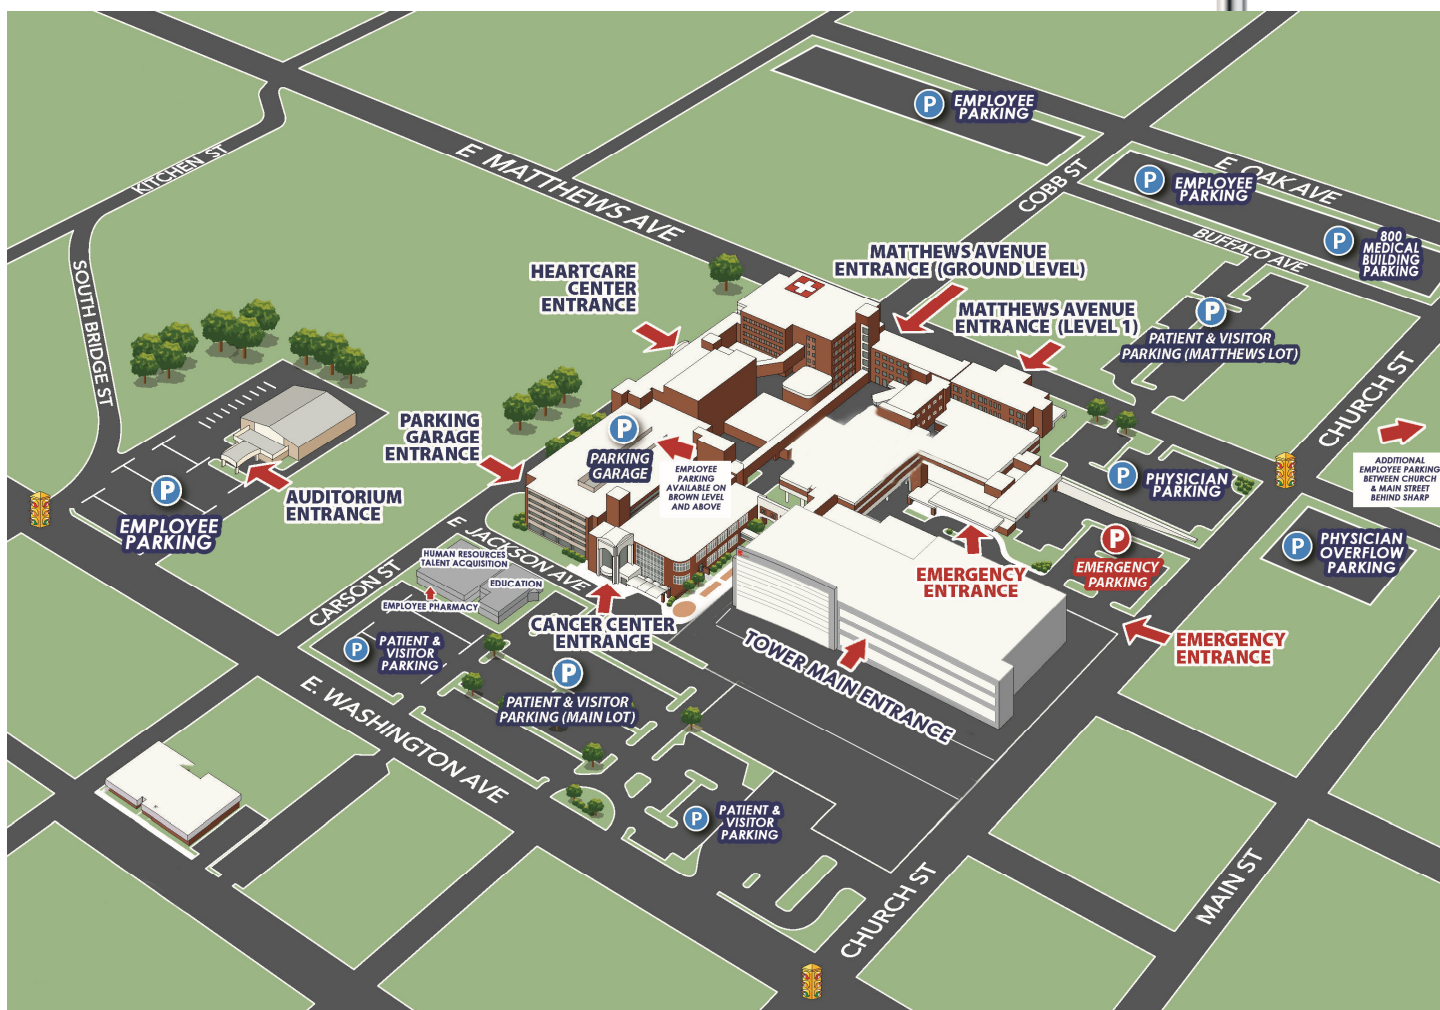 P
EMPLOYEE
PARKING
E MATTHEWS AVE
KITCHEN ST
COBB ST
E OAK AVE
P
EMPLOYEE
PARKING
BUFFALO AVE
P
800
MEDICAL
BUILDING
PARKING
SOUTH BRIDGE ST
HEARTCARE
CENTER
ENTRANCE
MATTHEWS AVENUE
ENTRANCE (GROUND LEVEL)
MATTHEWS AVENUE
ENTRANCE (LEVEL 1)
P
PATIENT & VISITOR
PARKING (MATTHEWS LOT)
CHURCH ST
PARKING
GARAGE
ENTRANCE
P
PARKING
GARAGE
EMPLOYEE
PARKING
AVAILABLE ON
BROWN LEVEL
AND ABOVE
P
PHYSICIAN
PARKING
ADDITIONAL
EMPLOYEE PARKING
BETWEEN CHURCH
& MAIN STREET
BEHIND SHARP
AUDITORIUM
ENTRANCE
P
EMPLOYEE
PARKING
E JACKSON AVE
P
EMERGENCY
PARKING
P
PHYSICIAN
OVERFLOW
PARKING
HUMAN RESOURCES
TALENT ACQUISITION
EDUCATION
EMPLOYEE PHARMACY
CARSON ST
EMERGENCY
ENTRANCE
CANCER CENTER
ENTRANCE
EMERGENCY
ENTRANCE
P
PATIENT &
VISITOR
PARKING
P
PATIENT & VISITOR
PARKING (MAIN LOT)
TOWER MAIN ENTRANCE
E. WASHINGTON AVE
P
PATIENT &
VISITOR
PARKING
CHURCH ST
MAIN ST